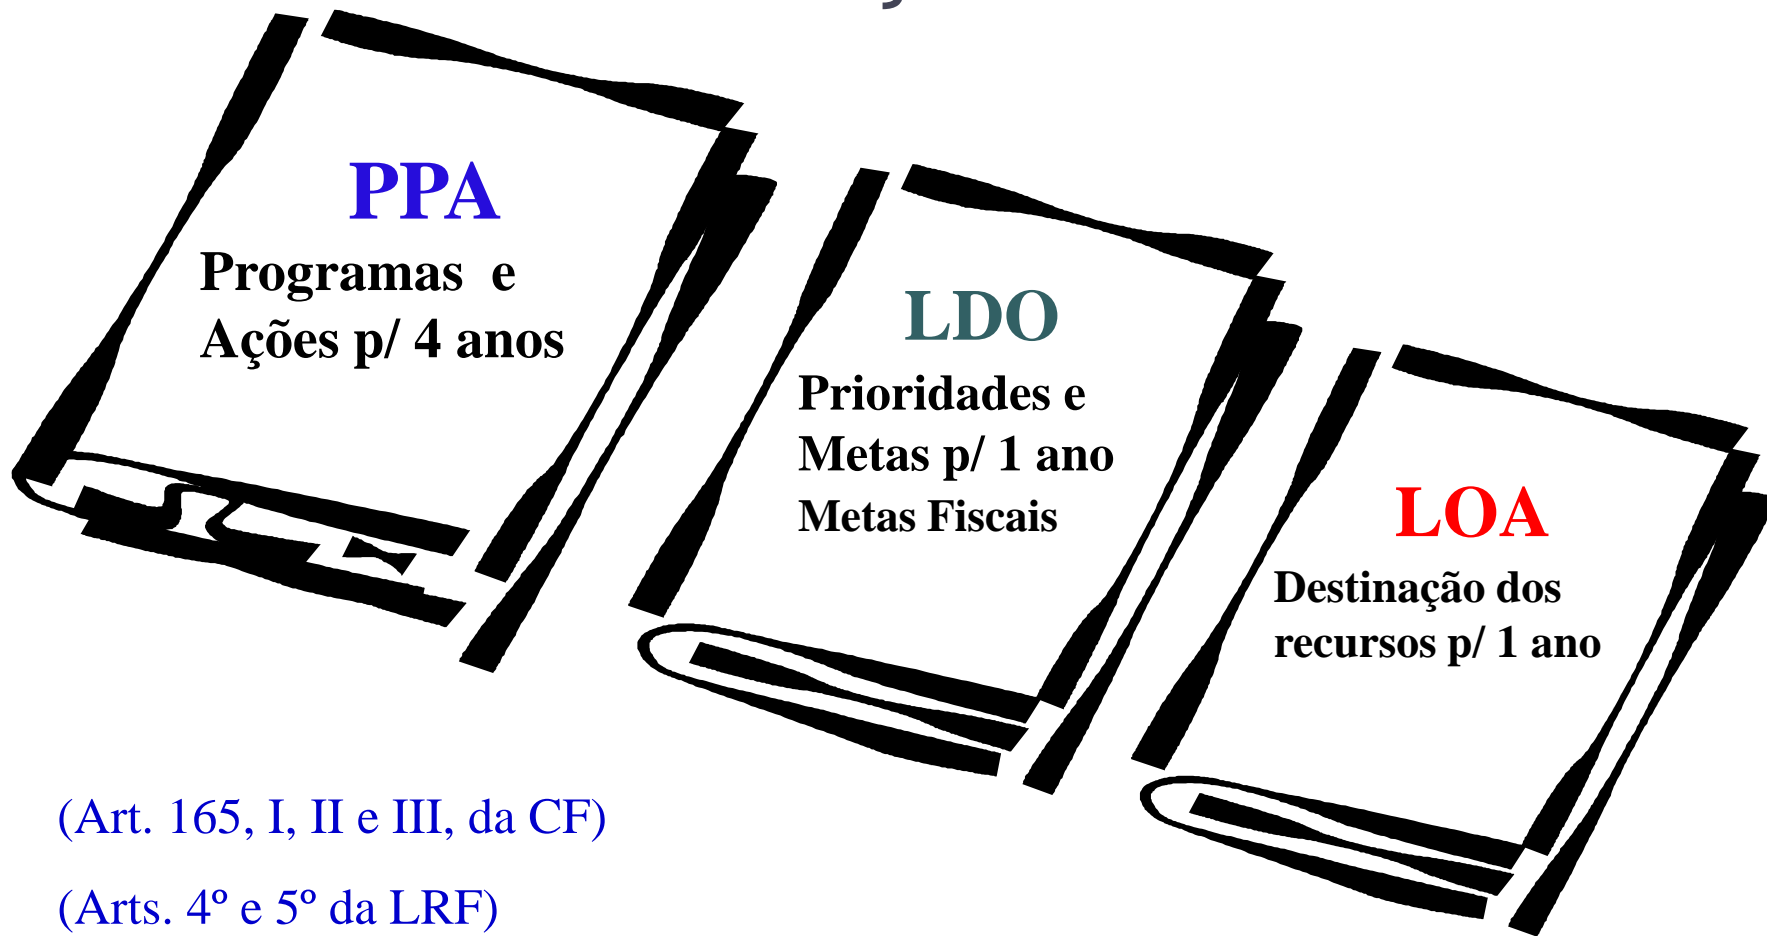 PPA
Programas e
Ações p/ 4 anos
LDO
Prioridades e
Metas p/ 1 ano
Metas Fiscais
LOA
Destinação dos
recursos p/ 1 ano
(Art. 165, I, II e III, da CF)
(Arts. 4º e 5º da LRF)